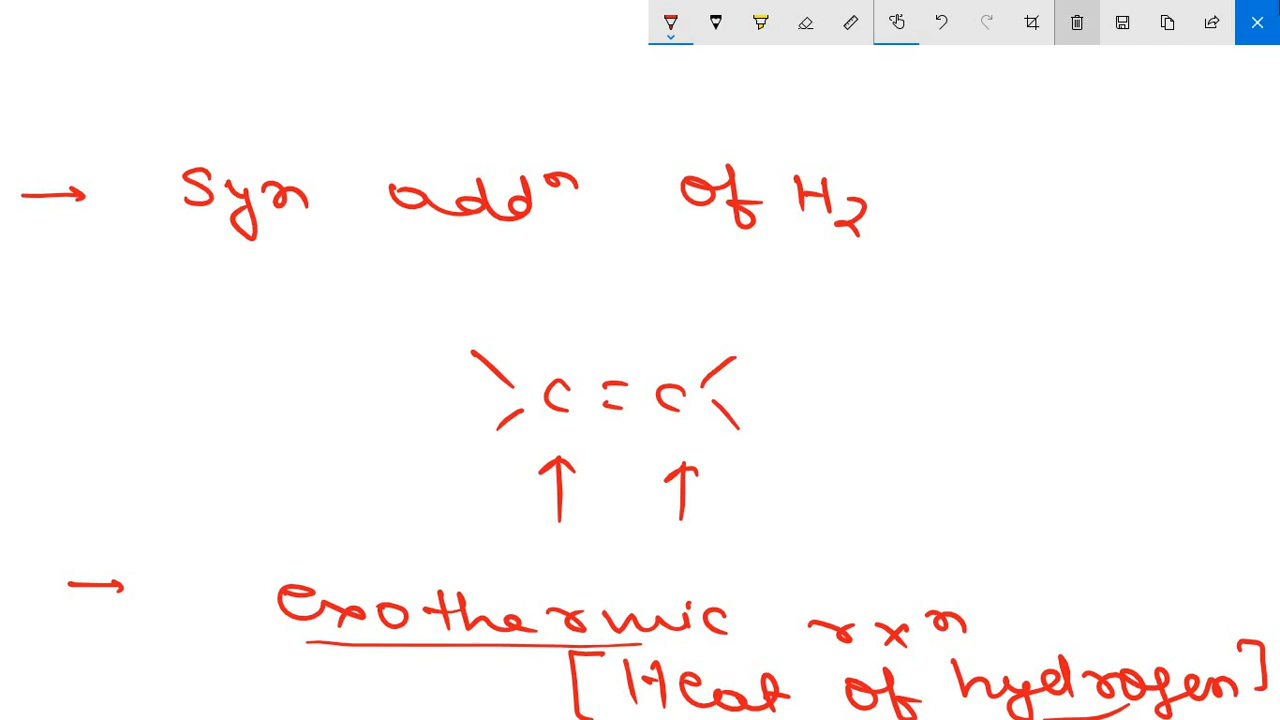 → Syn addⁿ of H₂
C = C
→ exothermic rxⁿ
[Heat of hydrogen]